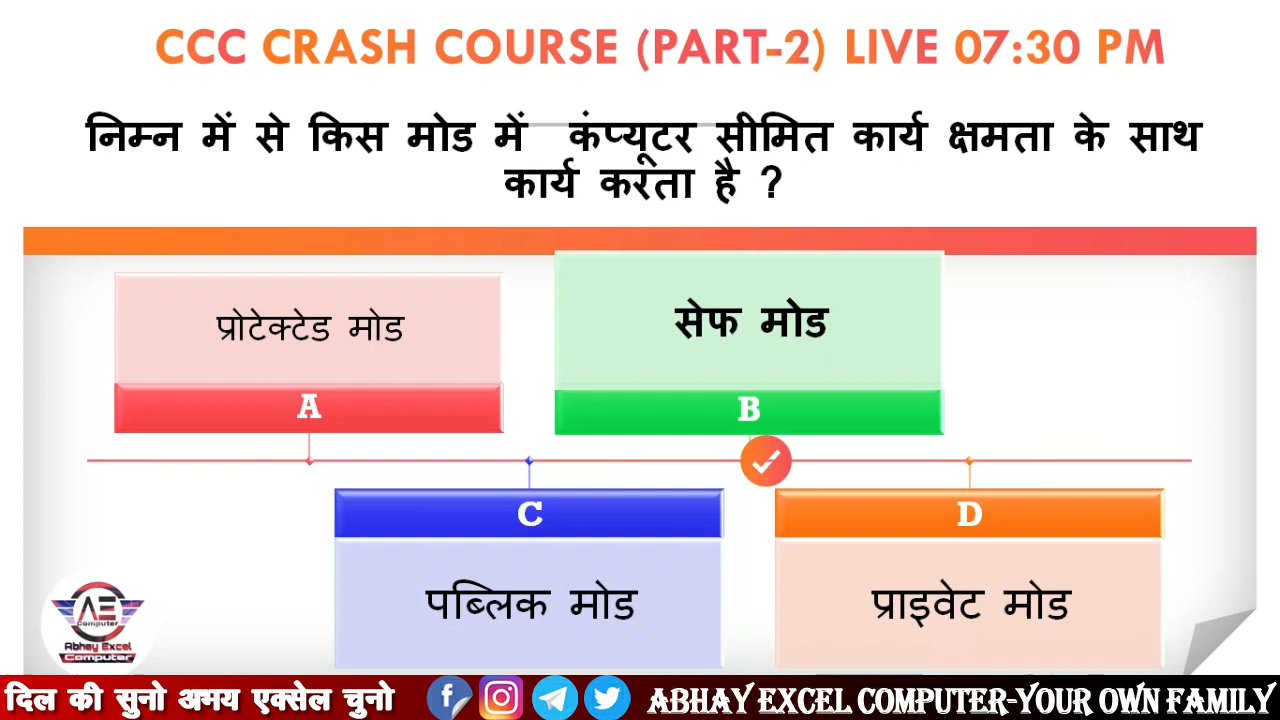 CCC CRASH COURSE (PART-2) LIVE 07:30 PM
निम्न में से किस मोड में कंप्यूटर सीमित कार्य क्षमता के साथ
कार्य करता है ?
प्रोटेक्टेड मोड
A
सेफ मोड
B
C
पब्लिक मोड
D
प्राइवेट मोड
AE
Computer
Abhay Excel
Computer
दिल की सुनो अभय एक्सेल चुनो
ABHAY EXCEL COMPUTER-YOUR OWN FAMILY